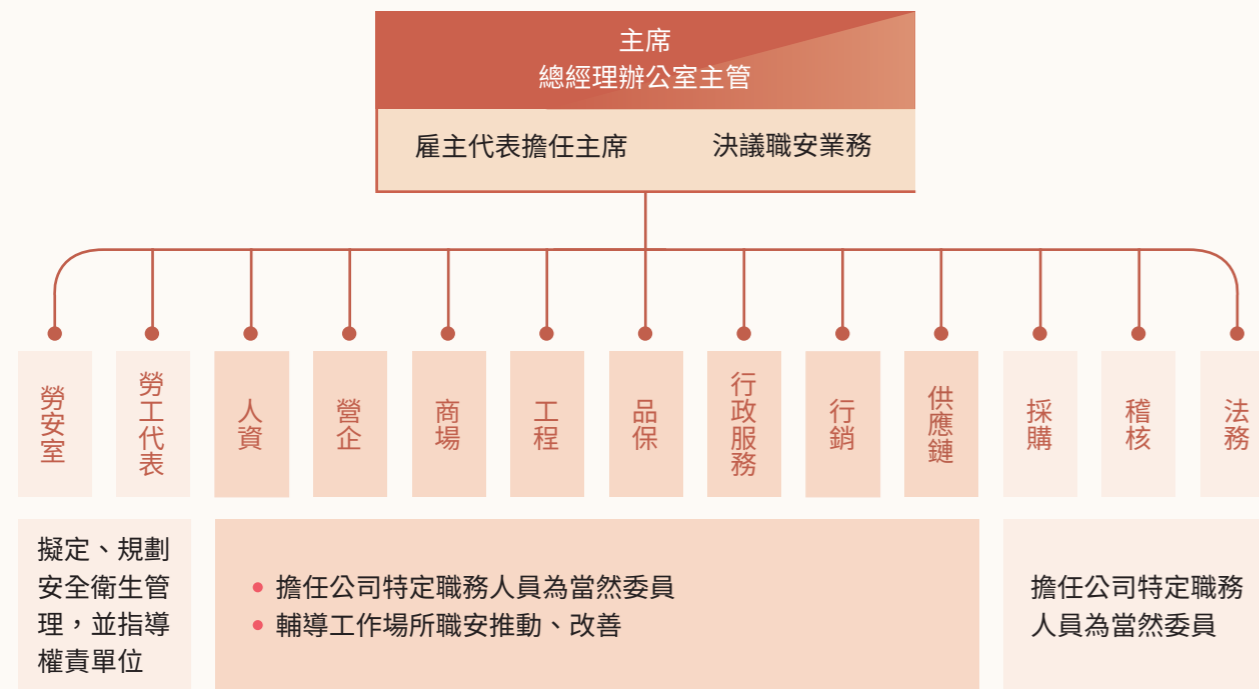 主席
總經理辦公室主管
雇主代表擔任主席
決議職安業務
勞安室
勞工代表
人資
營企
商場
工程
品保
行政服務
行銷
供應鏈
採購
稽核
法務
擬定、規劃
安全衛生管
理，並指導
權責單位
• 擔任公司特定職務人員為當然委員
• 輔導工作場所職安推動、改善
擔任公司特定職務
人員為當然委員